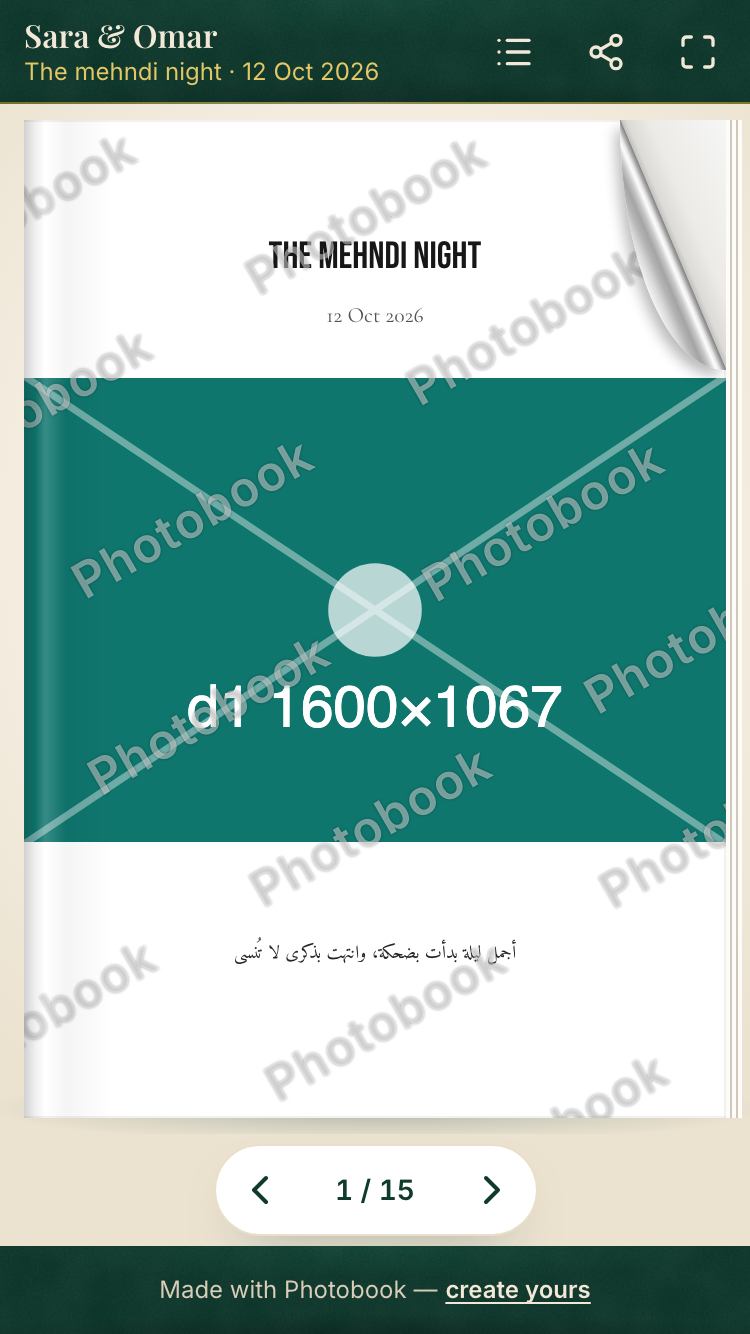 Sara & Omar
The mehndi night · 12 Oct 2026
THE MEHNDI NIGHT
12 Oct 2026
d1 1600×1067
أجمل ليلة بدأت بضحكة، وانتهت بذكرى لا تُنسى
1 / 15
Made with Photobook — create yours
Photobook